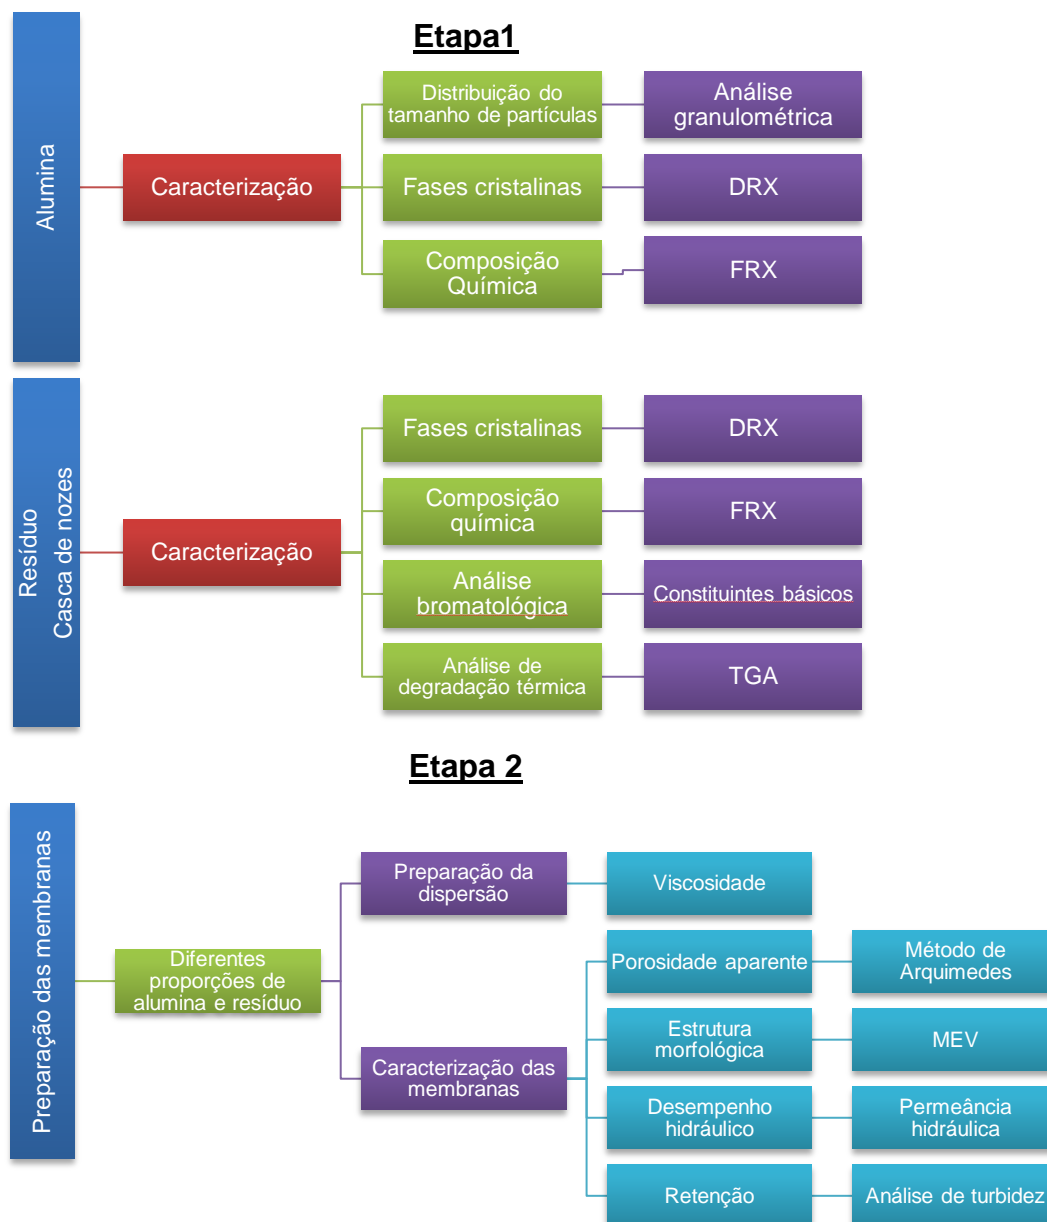 Etapa1
Alumina
Caracterização
Distribuição do
tamanho de partículas
Análise
granulométrica
Fases cristalinas
DRX
Composição
Química
FRX
Resíduo
Casca de nozes
Caracterização
Fases cristalinas
DRX
Composição
química
FRX
Análise
bromatológica
Constituintes básicos
Análise de
degradação térmica
TGA
Etapa 2
Preparação das membranas
Diferentes
proporções de
alumina e resíduo
Preparação da
dispersão
Viscosidade
Caracterização das
membranas
Porosidade aparente
Método de
Arquimedes
Estrutura
morfológica
MEV
Desempenho
hidráulico
Permeância
hidráulica
Retenção
Análise de turbidez